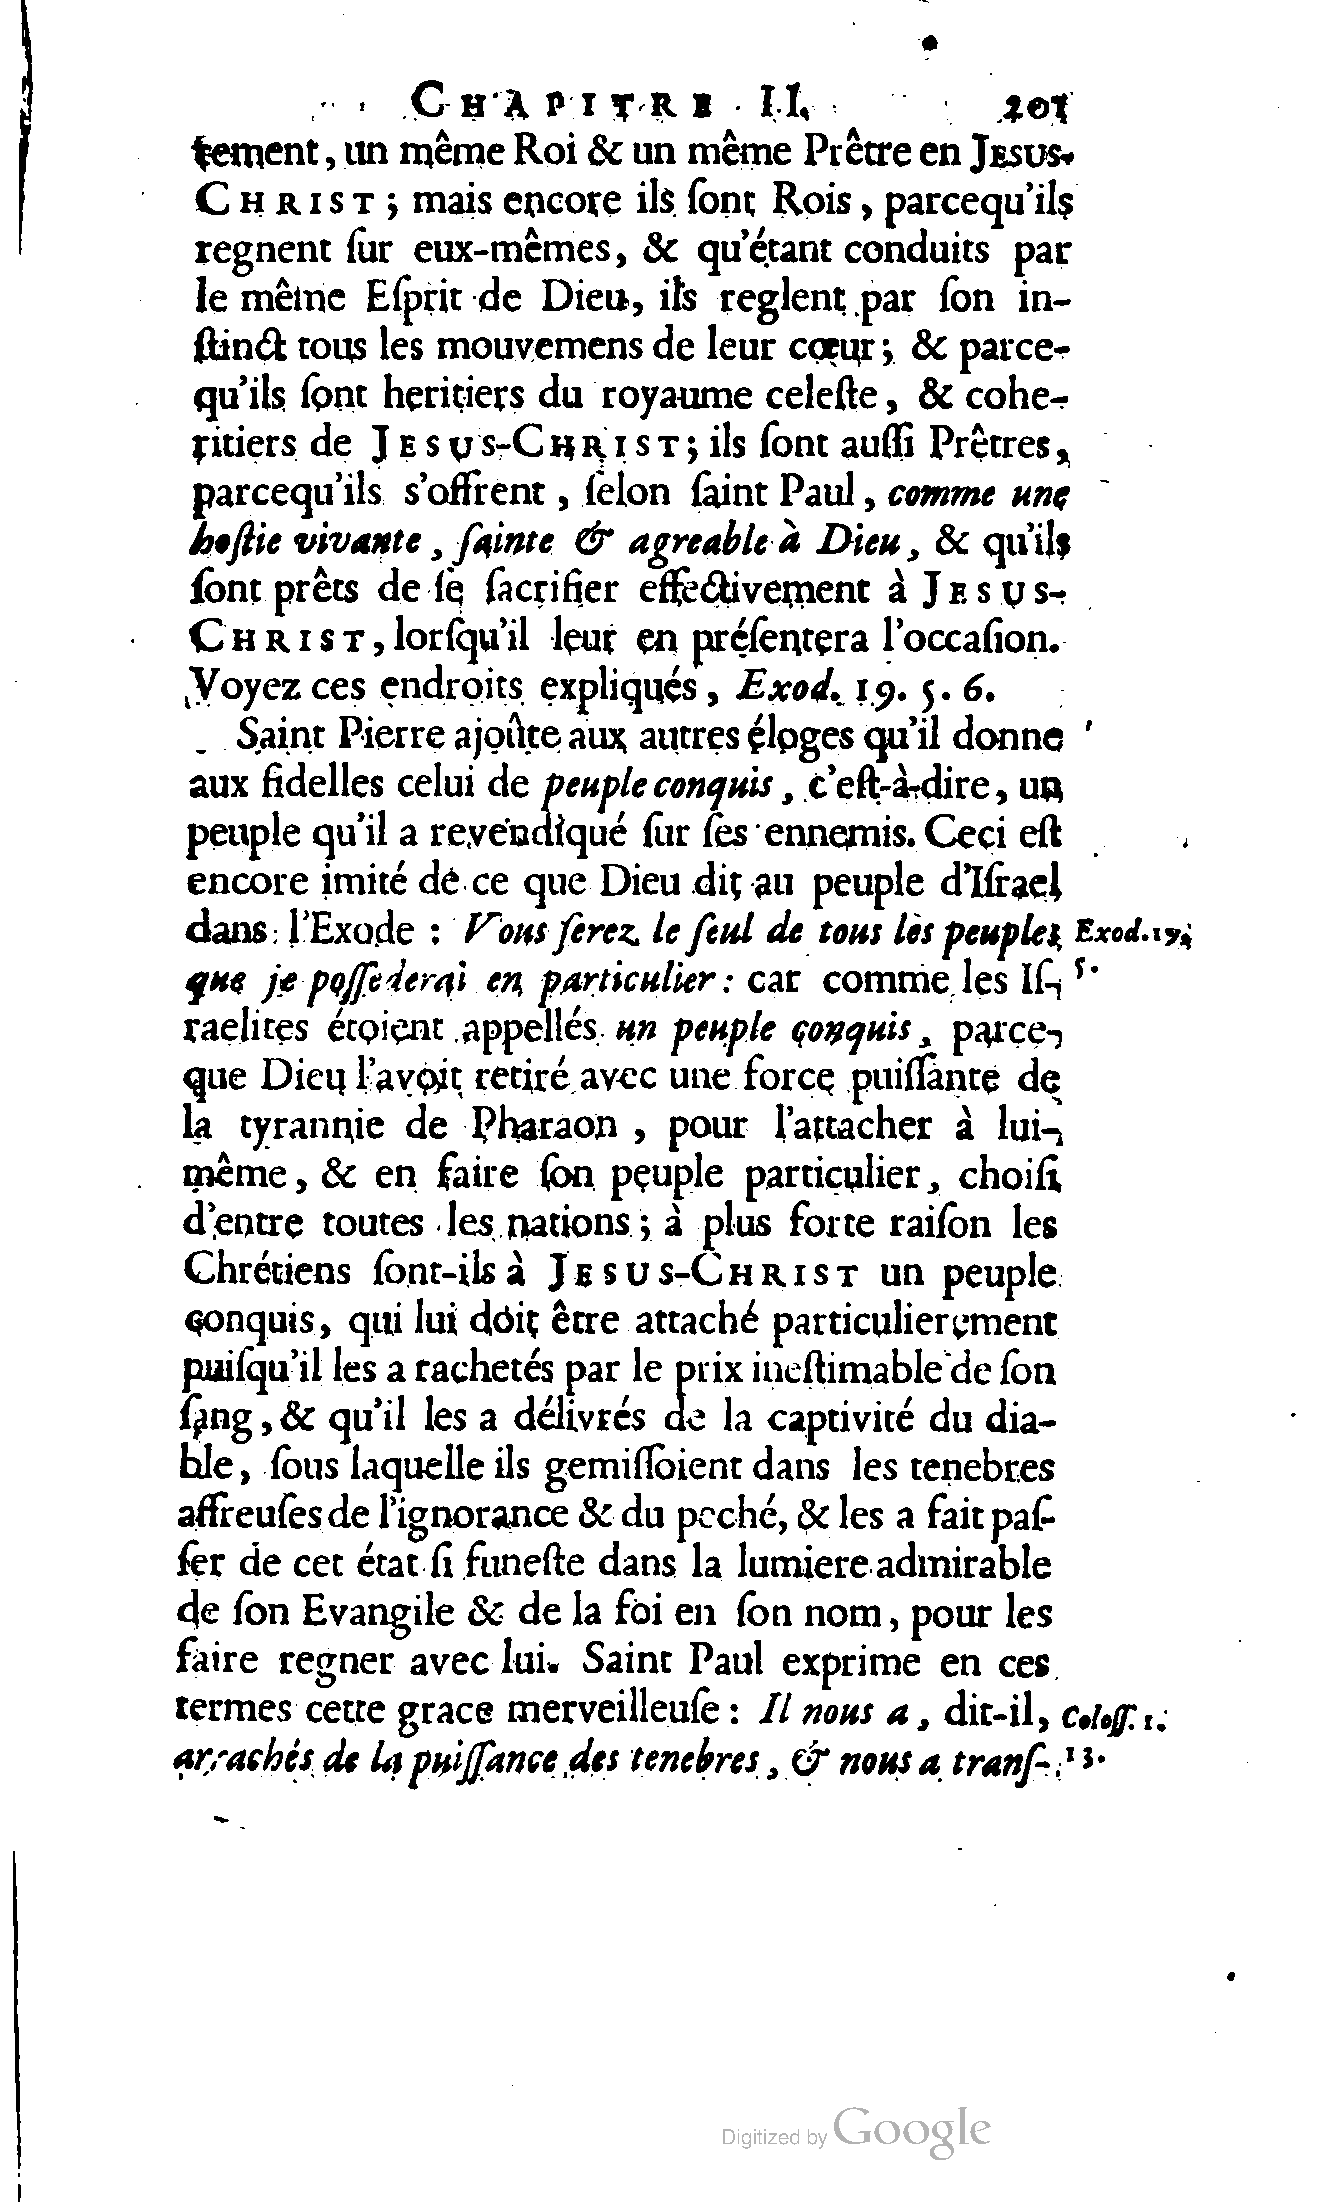 CHAPITRE II. 201
tement, un même Roi & un même Prêtre en JESUS-
CHRIST; mais encore ils ſont Rois, parcequ'ils
regnent ſur eux-mêmes, & qu'étant conduits par
le même Eſprit de Dieu, ils reglent par ſon in-
ſtinct tous les mouvemens de leur cœur; & parce-
qu'ils ſont heritiers du royaume celeſte, & cohe-
ritiers de JESUS-CHRIST; ils ſont auſſi Prêtres,
parcequ'ils s'offrent, ſelon ſaint Paul, comme une
hoſtie vivante, ſainte & agreable à Dieu, & qu'ils
ſont prêts de ſe ſacrifier effectivement à JESUS-
CHRIST, lorſqu'il leur en préſentera l'occaſion.
Voyez ces endroits expliqués, Exod. 19. 5. 6.
Saint Pierre ajoûte aux autres éloges qu'il donne
aux fidelles celui de peuple conquis, c'eſt-à-dire, un
peuple qu'il a revendiqué ſur ſes ennemis. Ceci eſt
encore imité de ce que Dieu dit au peuple d'Iſrael
dans l'Exode : Vous ſerez le ſeul de tous les peuples Exod. 19.
que je poſſederai en particulier : car comme les Iſ- 5.
raelites étoient appellés un peuple conquis, parce-
que Dieu l'avoit retiré avec une force puiſſante de
la tyrannie de Pharaon, pour l'attacher à lui-
même, & en faire ſon peuple particulier, choiſi
d'entre toutes les nations; à plus forte raiſon les
Chrétiens ſont-ils à JESUS-CHRIST un peuple
conquis, qui lui doit être attaché particulierement
puiſqu'il les a rachetés par le prix ineſtimable de ſon
ſang, & qu'il les a délivrés de la captivité du dia-
ble, ſous laquelle ils gemiſſoient dans les tenebres
affreuſes de l'ignorance & du peché, & les a fait paſ-
ſer de cet état ſi funeſte dans la lumiere admirable
de ſon Evangile & de la foi en ſon nom, pour les
faire regner avec lui. Saint Paul exprime en ces
termes cette grace merveilleuſe : Il nous a, dit-il, Coloſſ. 1.
arrachés de la puiſſance des tenebres, & nous a tranſ- 13.
Digitized by Google